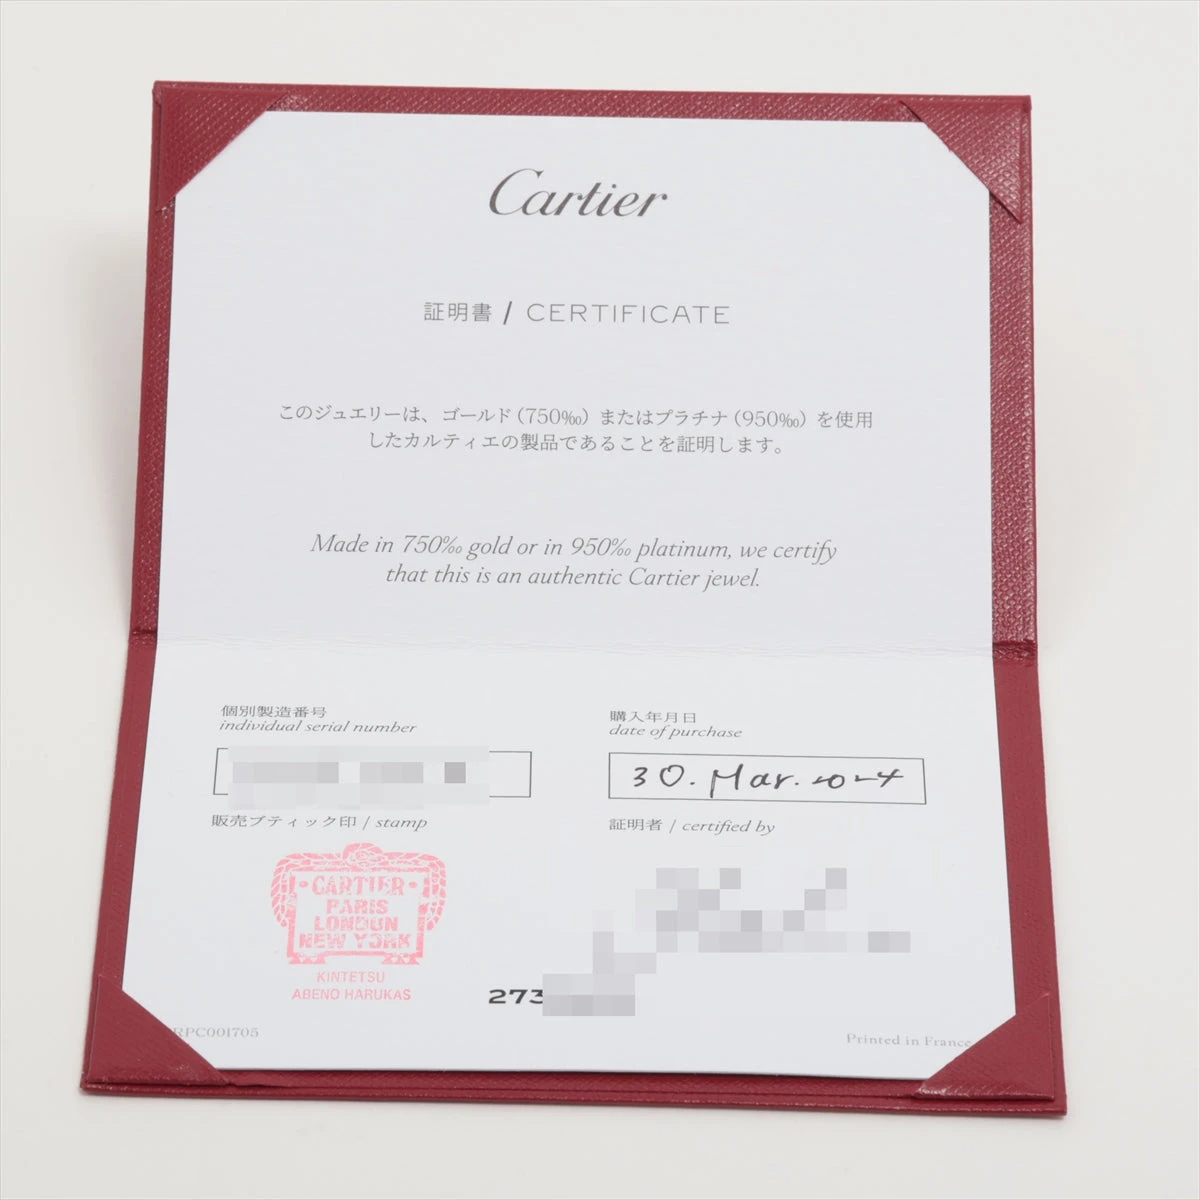 Cartier
証明書 / CERTIFICATE
このジュエリーは、ゴールド（750‰）またはプラチナ（950‰）を使用
したカルティエの製品であることを証明します。
Made in 750‰ gold or in 950‰ platinum, we certify
that this is an authentic Cartier jewel.
個別製造番号
individual serial number
購入年月日
date of purchase
30. Mar. 2024
販売ブティック印 / stamp
証明者 / certified by
CARTIER
PARIS
LONDON
NEW YORK
KINTETSU
ABENO HARUKAS
273
RPC001705
Printed in France